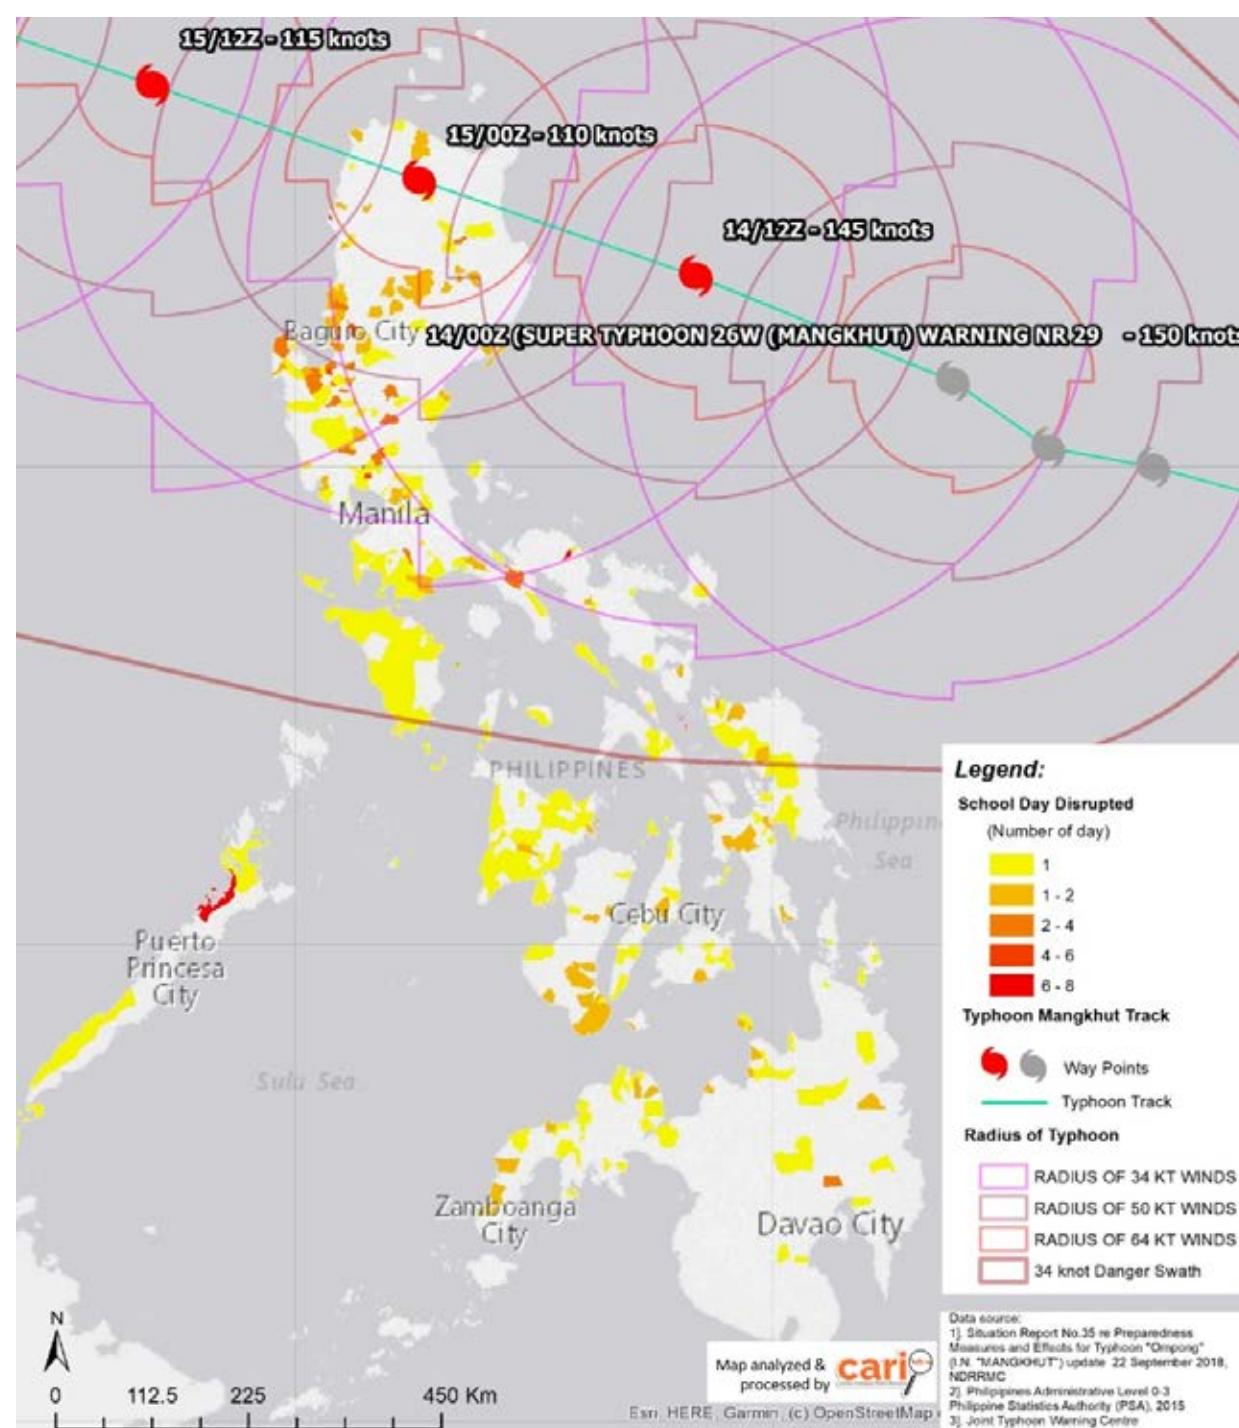 15/12Z - 115 knots
15/00Z - 110 knots
14/12Z - 145 knots
Baguio City
14/00Z (SUPER TYPHOON 26W (MANGKHUT) WARNING NR 29 - 150 knots
Manila
PHILIPPINES
Philippin
Sea
Cebu City
Puerto
Princesa
City
Sulu Sea
Zamboanga
City
Davao City
Legend:
School Day Disrupted
(Number of day)
1
1 - 2
2 - 4
4 - 6
6 - 8
Typhoon Mangkhut Track
Way Points
Typhoon Track
Radius of Typhoon
RADIUS OF 34 KT WINDS
RADIUS OF 50 KT WINDS
RADIUS OF 64 KT WINDS
34 knot Danger Swath
N
0 112.5 225 450 Km
Map analyzed &
processed by
cari
Esri, HERE, Garmin, (c) OpenStreetMap
Data source:
1]. Situation Report No.35 re Preparedness
Measures and Effects for Typhoon "Ompong"
(I.N. "MANGKHUT") update 22 September 2018,
NDRRMC
2]. Philipipines Administrative Level 0-3
Philippine Statistics Authority (PSA), 2015
3]. Joint Typhoon Warning Centre